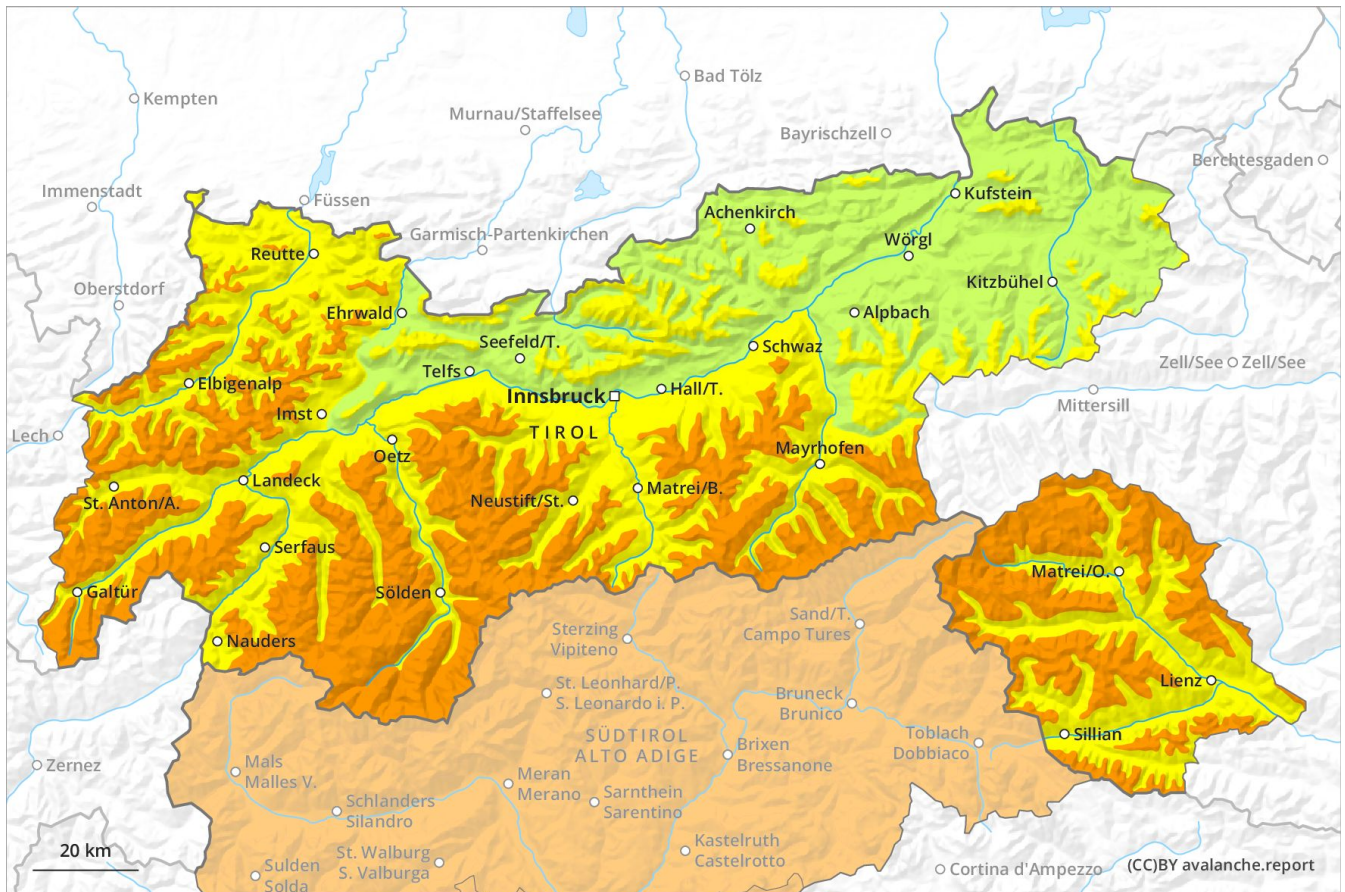 Bad Tölz
Kempten
Murnau/Staffelsee
Bayrischzell
Berchtesgaden
Immenstadt
Kufstein
Füssen
Achenkirch
Garmisch-Partenkirchen
Wörgl
Reutte
Kitzbühel
Oberstdorf
Ehrwald
Alpbach
Seefeld/T.
Schwaz
Zell/See
Zell/See
Telfs
Elbigenalp
Hall/T.
Innsbruck
Mittersill
Imst
TIROL
Lech
Mayrhofen
Oetz
Landeck
Matrei/B.
St. Anton/A.
Neustift/St.
Serfaus
Matrei/O.
Galtür
Sölden
Sand/T.
Campo Tures
Sterzing
Vipiteno
Nauders
Lienz
St. Leonhard/P.
S. Leonardo i. P.
Bruneck
Brunico
Sillian
Toblach
Dobbiaco
SÜDTIROL
ALTO ADIGE
Brixen
Bressanone
Zernez
Mals
Malles V.
Meran
Merano
Sarnthein
Sarentino
Schlanders
Silandro
Kastelruth
Castelrotto
20 km
St. Walburg
S. Valburga
Sulden
Solda
Cortina d'Ampezzo
(CC)BY avalanche.report